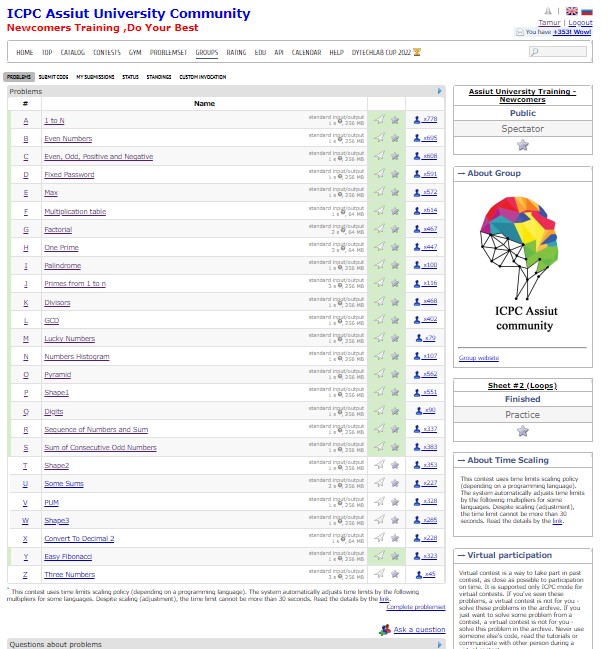 ICPC Assiut University Community
Newcomers Training ,Do Your Best
Tamur | Logout
You have +353! Wow!
HOME TOP CATALOG CONTESTS GYM PROBLEMSET GROUPS RATING EDU API CALENDAR HELP DYTECHLAB CUP 2022
PROBLEMS SUBMIT CODE MY SUBMISSIONS STATUS STANDINGS CUSTOM INVOCATION
Problems
# Name
A 1 to N standard input/output 1 s, 256 MB x778
B Even Numbers standard input/output 1 s, 256 MB x695
C Even, Odd, Positive and Negative standard input/output 1 s, 256 MB x608
D Fixed Password standard input/output 1 s, 256 MB x591
E Max standard input/output 1 s, 256 MB x572
F Multiplication table standard input/output 1 s, 64 MB x614
G Factorial standard input/output 2 s, 64 MB x467
H One Prime standard input/output 64 MB x447
I Palindrome standard input/output 1 s, 256 MB x100
J Primes from 1 to n standard input/output 256 MB x116
K Divisors standard input/output 1 s, 256 MB x468
L GCD standard input/output 1 s, 256 MB x402
M Lucky Numbers standard input/output 1 s, 256 MB x79
N Numbers Histogram standard input/output 1 s, 256 MB x107
O Pyramid standard input/output 1 s, 256 MB x562
P Shape1 standard input/output 1 s, 256 MB x551
Q Digits standard input/output 1 s, 256 MB x90
R Sequence of Numbers and Sum standard input/output 1 s, 256 MB x337
S Sum of Consecutive Odd Numbers standard input/output 1 s, 256 MB x383
T Shape2 standard input/output 1 s, 256 MB x353
U Some Sums standard input/output 256 MB x227
V PUM standard input/output 1 s, 256 MB x328
W Shape3 standard input/output 1 s, 256 MB x285
X Convert To Decimal 2 standard input/output 1 s, 64 MB x228
Y Easy Fibonacci standard input/output 1 s, 256 MB x323
Z Three Numbers standard input/output 256 MB x45
* This contest uses time limits scaling policy (depending on a programming language). The system automatically adjusts time limits by the following
multipliers for some languages. Despite scaling (adjustment), the time limit cannot be more than 30 seconds. Read the details by the link.
Complete problemset
Ask a question
Questions about problems
Assiut University Training -
Newcomers
Public
Spectator
→ About Group
ICPC Assiut
community
Group website
Sheet #2 (Loops)
Finished
Practice
→ About Time Scaling
This contest uses time limits scaling policy
(depending on a programming language).
The system automatically adjusts time limits
by the following multipliers for some
languages. Despite scaling (adjustment),
the time limit cannot be more than 30
seconds. Read the details by the link.
→ Virtual participation
Virtual contest is a way to take part in past
contest, as close as possible to participation
on time. It is supported only ICPC mode for
virtual contests. If you've seen these
problems, a virtual contest is not for you -
solve these problems in the archive. If you
just want to solve some problem from a
contest, a virtual contest is not for you -
solve this problem in the archive. Never use
someone else's code, read the tutorials or
communicate with other person during a